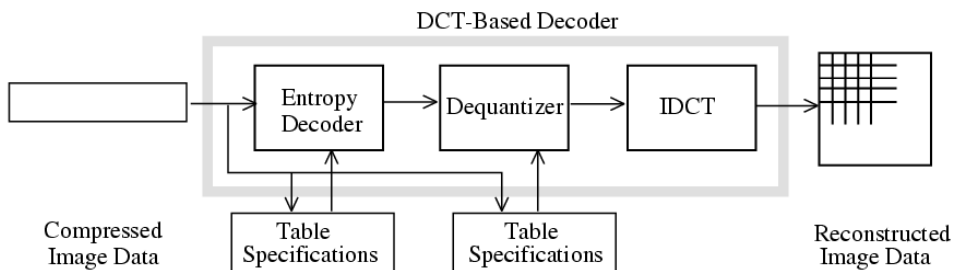 DCT-Based Decoder
Entropy
Decoder
Dequantizer
IDCT
Compressed
Image Data
Table
Specifications
Table
Specifications
Reconstructed
Image Data